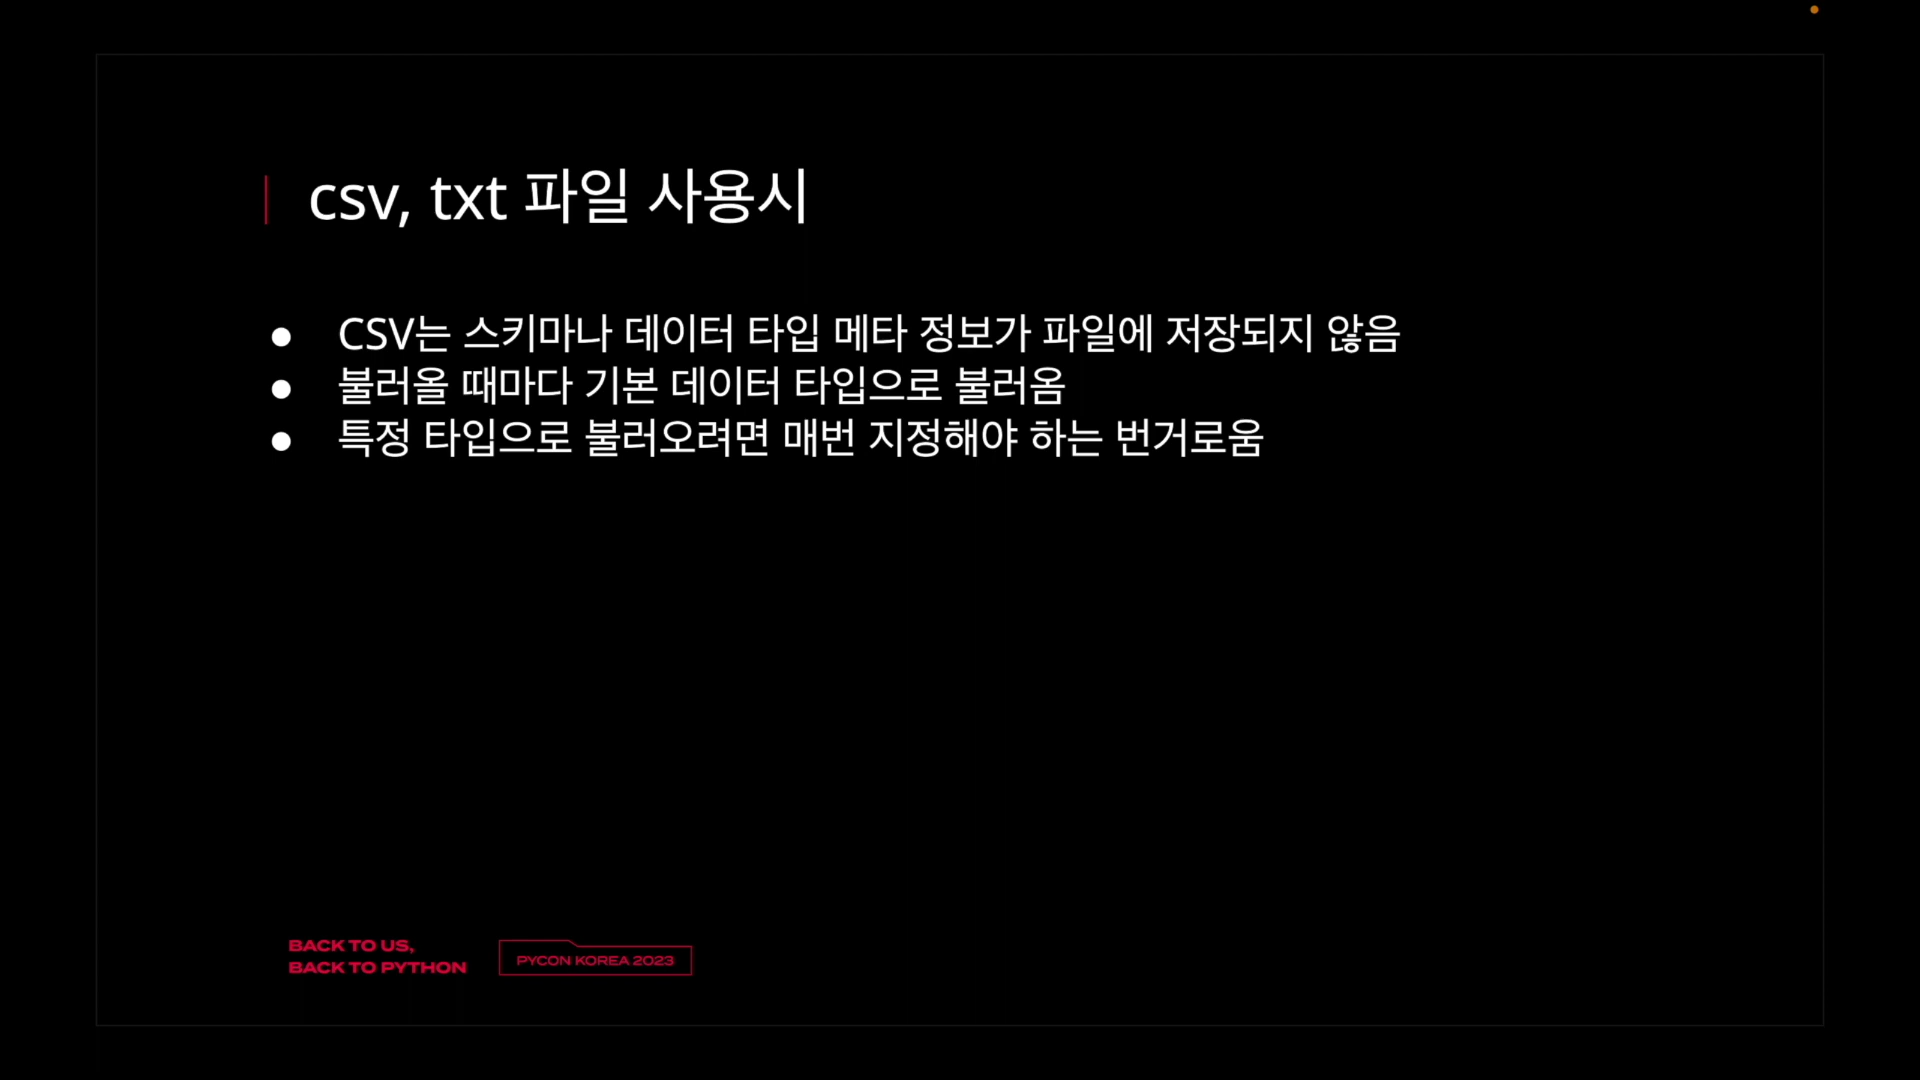 csv, txt 파일 사용시
● CSV는 스키마나 데이터 타입 메타 정보가 파일에 저장되지 않음
● 불러올 때마다 기본 데이터 타입으로 불러옴
● 특정 타입으로 불러오려면 매번 지정해야 하는 번거로움
BACK TO US,
BACK TO PYTHON
PYCON KOREA 2023